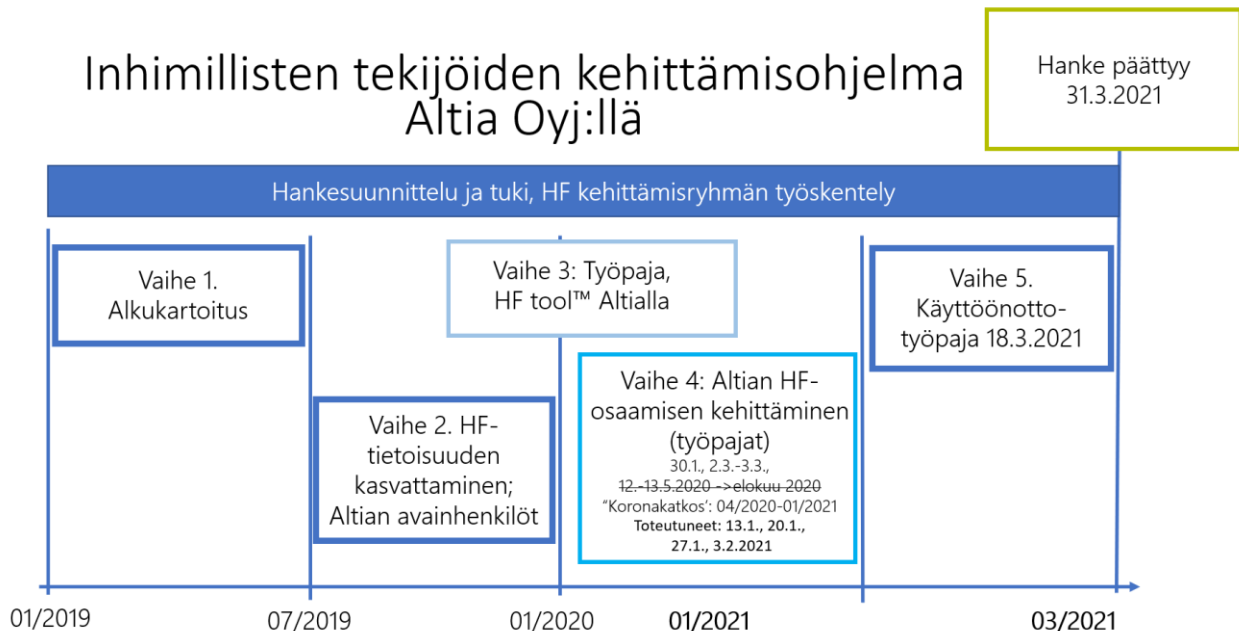 Inhimillisten tekijöiden kehittämisohjelma
Altia Oyj:llä
Hanke päättyy
31.3.2021
Hankesuunnittelu ja tuki, HF kehittämisryhmän työskentely
Vaihe 1.
Alkukartoitus
Vaihe 2. HF-
tietoisuuden
kasvattaminen;
Altian avainhenkilöt
Vaihe 3: Työpaja,
HF tool™ Altialla
Vaihe 4: Altian HF-
osaamisen kehittäminen
(työpajat)
30.1., 2.3.-3.3.,
12.-13.5.2020 ->elokuu 2020
"Koronakatkos': 04/2020-01/2021
Toteutuneet: 13.1., 20.1.,
27.1., 3.2.2021
Vaihe 5.
Käyttöönotto-
työpaja 18.3.2021
01/2019
07/2019
01/2020
01/2021
03/2021